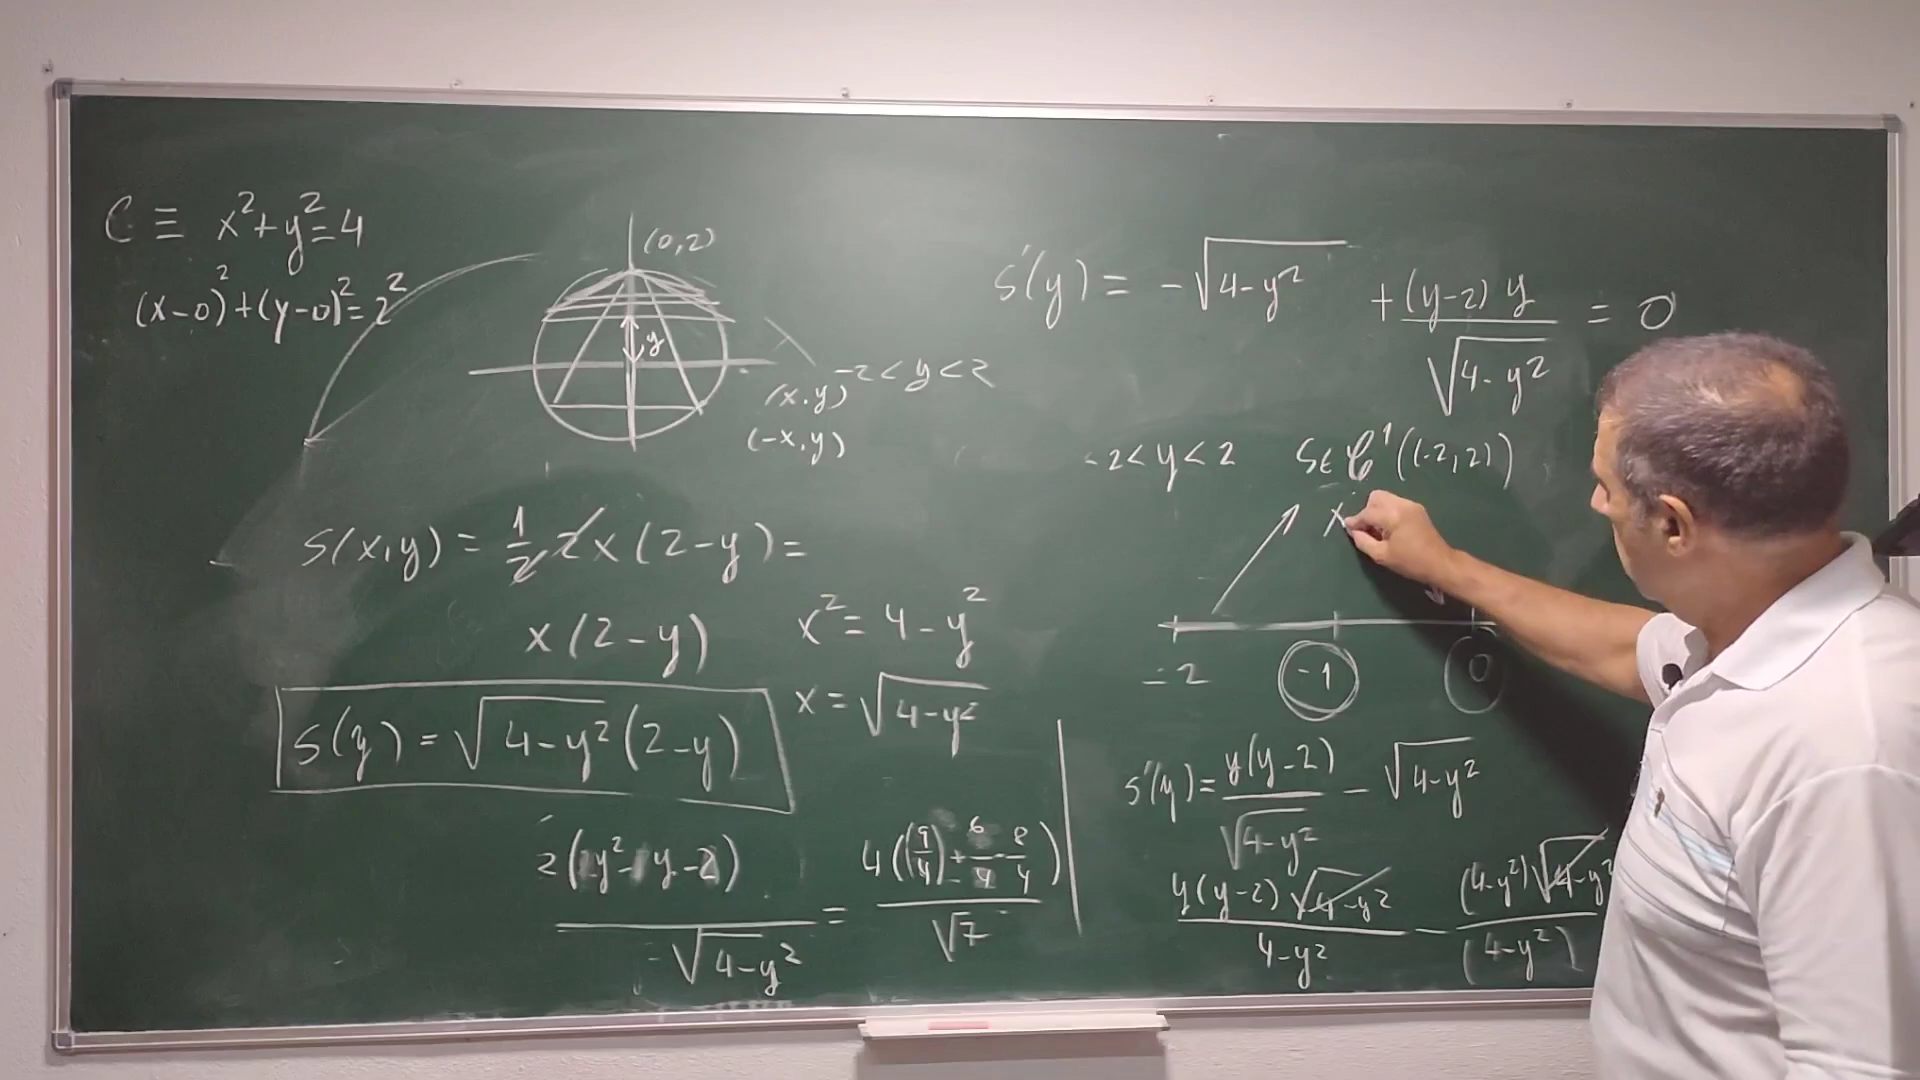 C ≡ x²+y²=4
(x-0)²+(y-0)²=2²
(0,2)
y
-2<y<2
(x,y)
(-x,y)
S(x,y) = 1/2 2x(2-y)=
x(2-y)
x²=4-y²
x=√(4-y²)
S(y)=√(4-y²)(2-y)
= 
√(4-y²)
√7
S'(y) = -√(4-y²) + (y-2)y/√(4-y²) = 0
-2<y<2 S∈C¹((-2,2))
-2
-1
0
S'(y)= y(y-2)/√(4-y²) - √(4-y²)
y(y-2)√(4-y²)/(4-y²) - (4-y²)√(4-y²)/(4-y²)